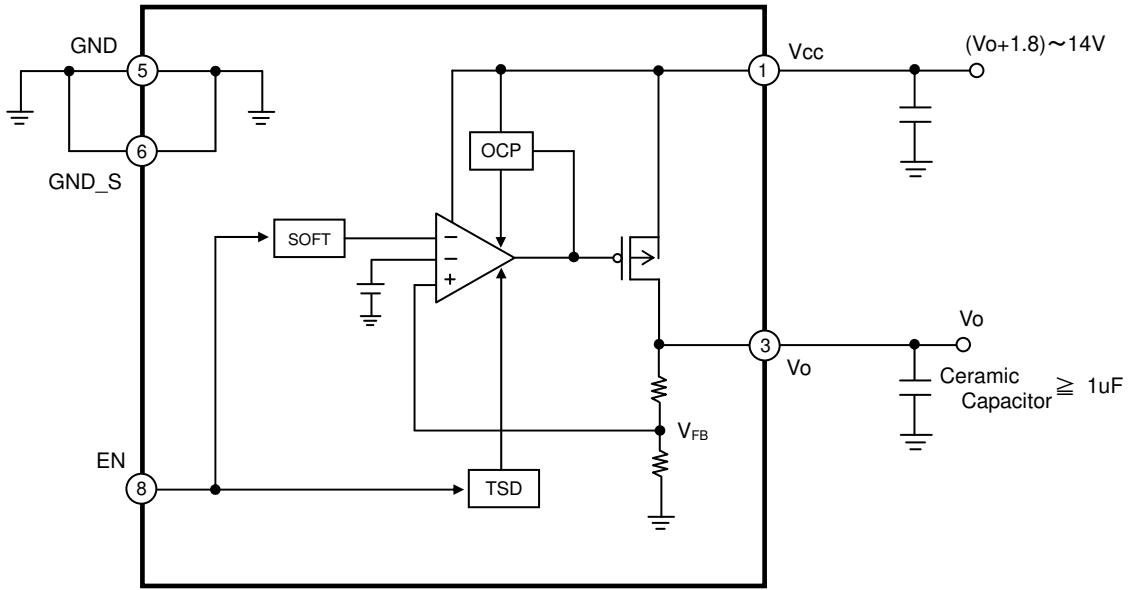 GND
5
6
GND_S
1
Vcc
(Vo+1.8)～14V
OCP
SOFT
−
−
+
3
Vo
Vo
Ceramic
Capacitor ≧ 1uF
VFB
EN
8
TSD